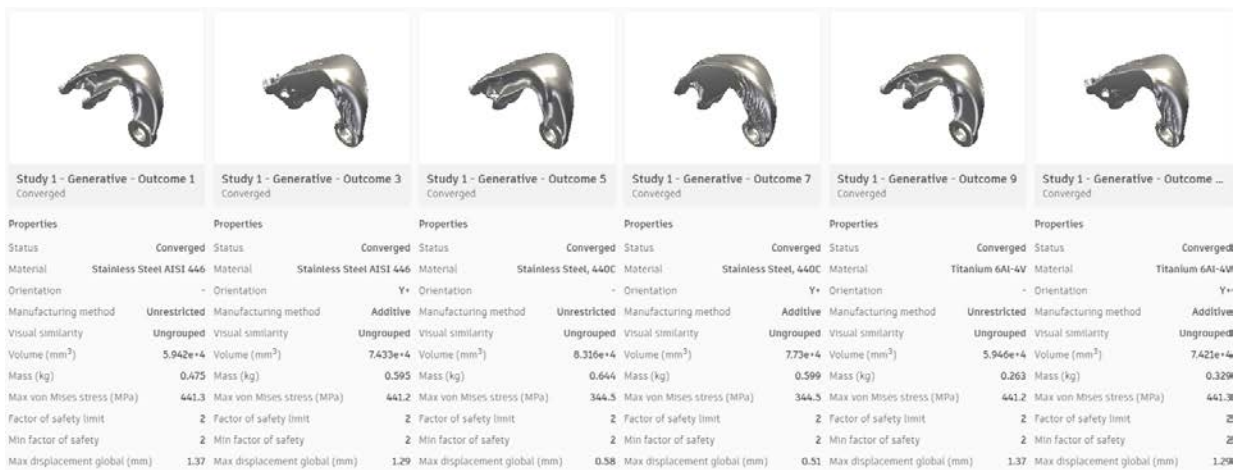 Study 1 - Generative - Outcome 1 Study 1 - Generative - Outcome 3 Study 1 - Generative - Outcome 5 Study 1 - Generative - Outcome 7 Study 1 - Generative - Outcome 9 Study 1 - Generative - Outcome ...
Converged Converged Converged Converged Converged Converged
Properties Properties Properties Properties Properties Properties
Status Converged Status Converged Status Converged Status Converged Status Converged Status Converged
Material Stainless Steel AISI 446 Material Stainless Steel AISI 446 Material Stainless Steel, 440C Material Stainless Steel, 440C Material Titanium 6Al-4V Material Titanium 6Al-4V
Orientation - Orientation Y+ Orientation - Orientation Y+ Orientation - Orientation Y+
Manufacturing method Unrestricted Manufacturing method Additive Manufacturing method Unrestricted Manufacturing method Additive Manufacturing method Unrestricted Manufacturing method Additive
Visual similarity Ungrouped Visual similarity Ungrouped Visual similarity Ungrouped Visual similarity Ungrouped Visual similarity Ungrouped Visual similarity Ungrouped
Volume (mm³) 5.942e+4 Volume (mm³) 7.433e+4 Volume (mm³) 8.316e+4 Volume (mm³) 7.73e+4 Volume (mm³) 5.946e+4 Volume (mm³) 7.421e+4
Mass (kg) 0.475 Mass (kg) 0.595 Mass (kg) 0.644 Mass (kg) 0.599 Mass (kg) 0.263 Mass (kg) 0.329
Max von Mises stress (MPa) 441.3 Max von Mises stress (MPa) 441.2 Max von Mises stress (MPa) 344.5 Max von Mises stress (MPa) 344.5 Max von Mises stress (MPa) 441.2 Max von Mises stress (MPa) 441.3
Factor of safety limit 2 Factor of safety limit 2 Factor of safety limit 2 Factor of safety limit 2 Factor of safety limit 2 Factor of safety limit 2
Min factor of safety 2 Min factor of safety 2 Min factor of safety 2 Min factor of safety 2 Min factor of safety 2 Min factor of safety 2
Max displacement global (mm) 1.37 Max displacement global (mm) 1.29 Max displacement global (mm) 0.58 Max displacement global (mm) 0.51 Max displacement global (mm) 1.37 Max displacement global (mm) 1.29